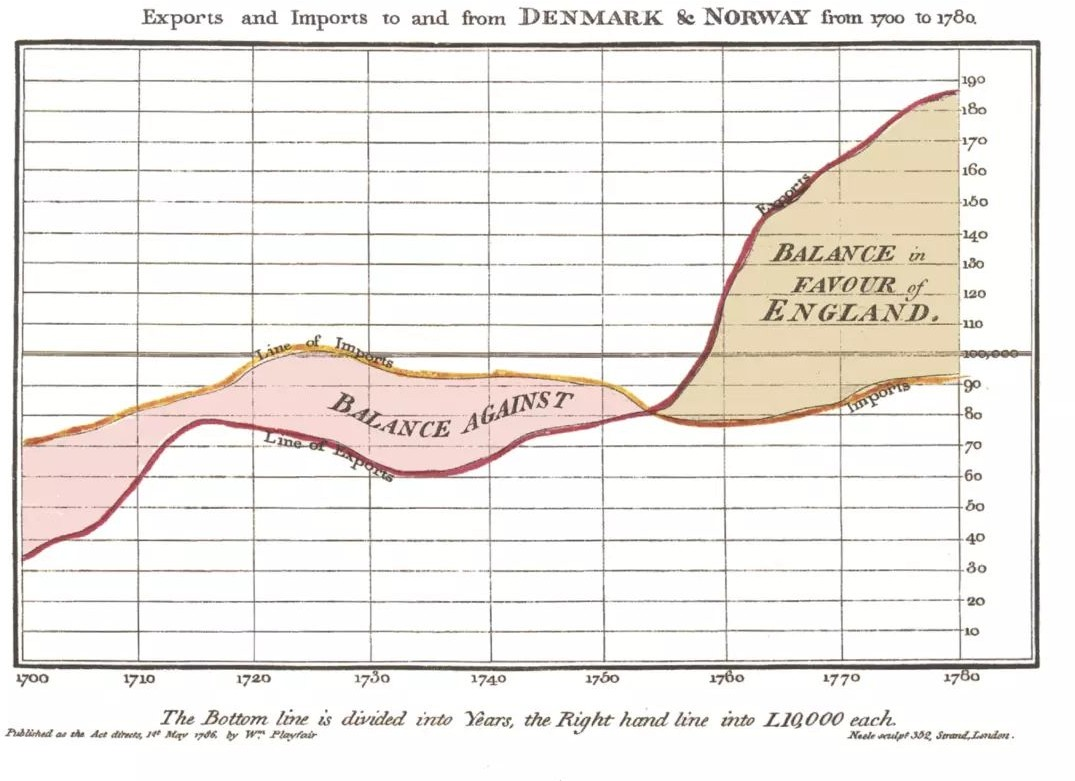 Exports and Imports to and from DENMARK & NORWAY from 1700 to 1780.
190
180
170
160
150
140
130
120
110
100,000
90
80
70
60
50
40
30
20
10
Exports
BALANCE in
FAVOUR of
ENGLAND.
Line of Imports
BALANCE AGAINST
Imports
Line of Exports
1700 1710 1720 1730 1740 1750 1760 1770 1780
The Bottom line is divided into Years, the Right hand line into L10,000 each.
Published as the Act directs, 1st May 1786, by Wm. Playfair
Neele sculpt 352, Strand, London.